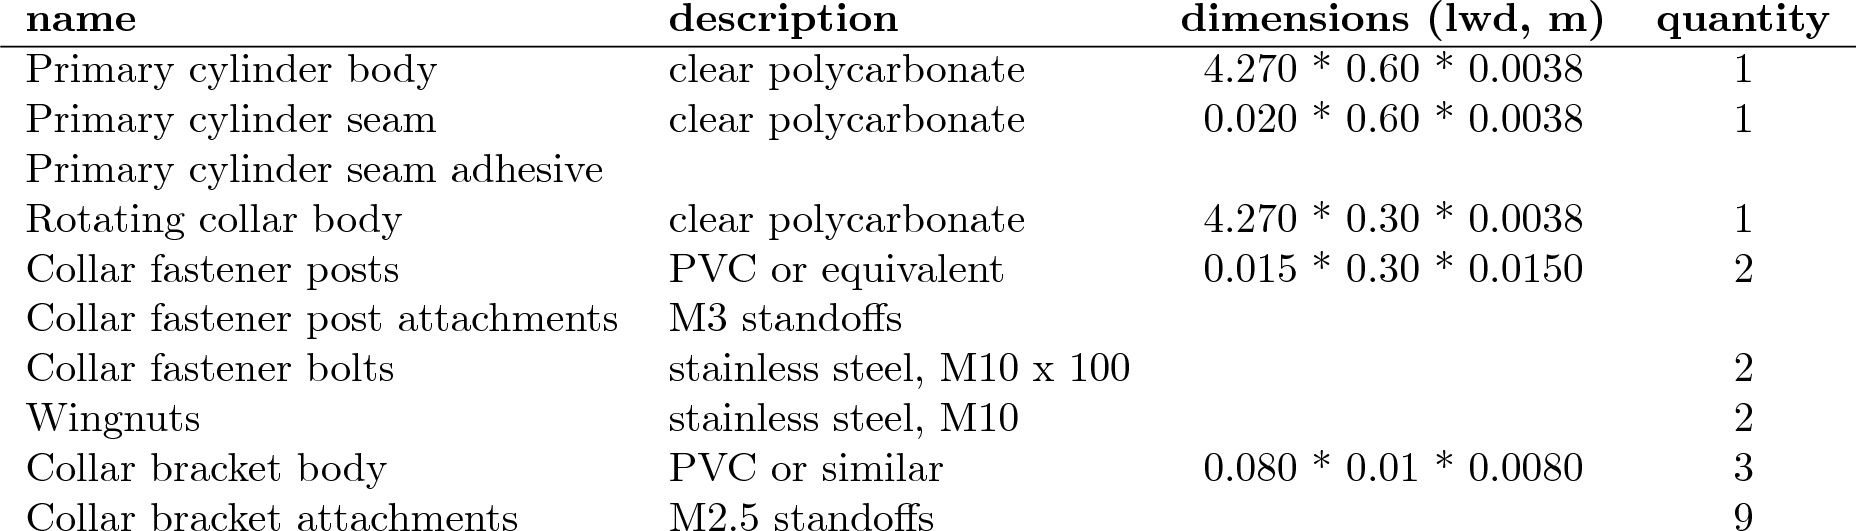 name description dimensions (lwd, m) quantity
Primary cylinder body clear polycarbonate 4.270 * 0.60 * 0.0038 1
Primary cylinder seam clear polycarbonate 0.020 * 0.60 * 0.0038 1
Primary cylinder seam adhesive
Rotating collar body clear polycarbonate 4.270 * 0.30 * 0.0038 1
Collar fastener posts PVC or equivalent 0.015 * 0.30 * 0.0150 2
Collar fastener post attachments M3 standoffs
Collar fastener bolts stainless steel, M10 x 100 2
Wingnuts stainless steel, M10 2
Collar bracket body PVC or similar 0.080 * 0.01 * 0.0080 3
Collar bracket attachments M2.5 standoffs 9